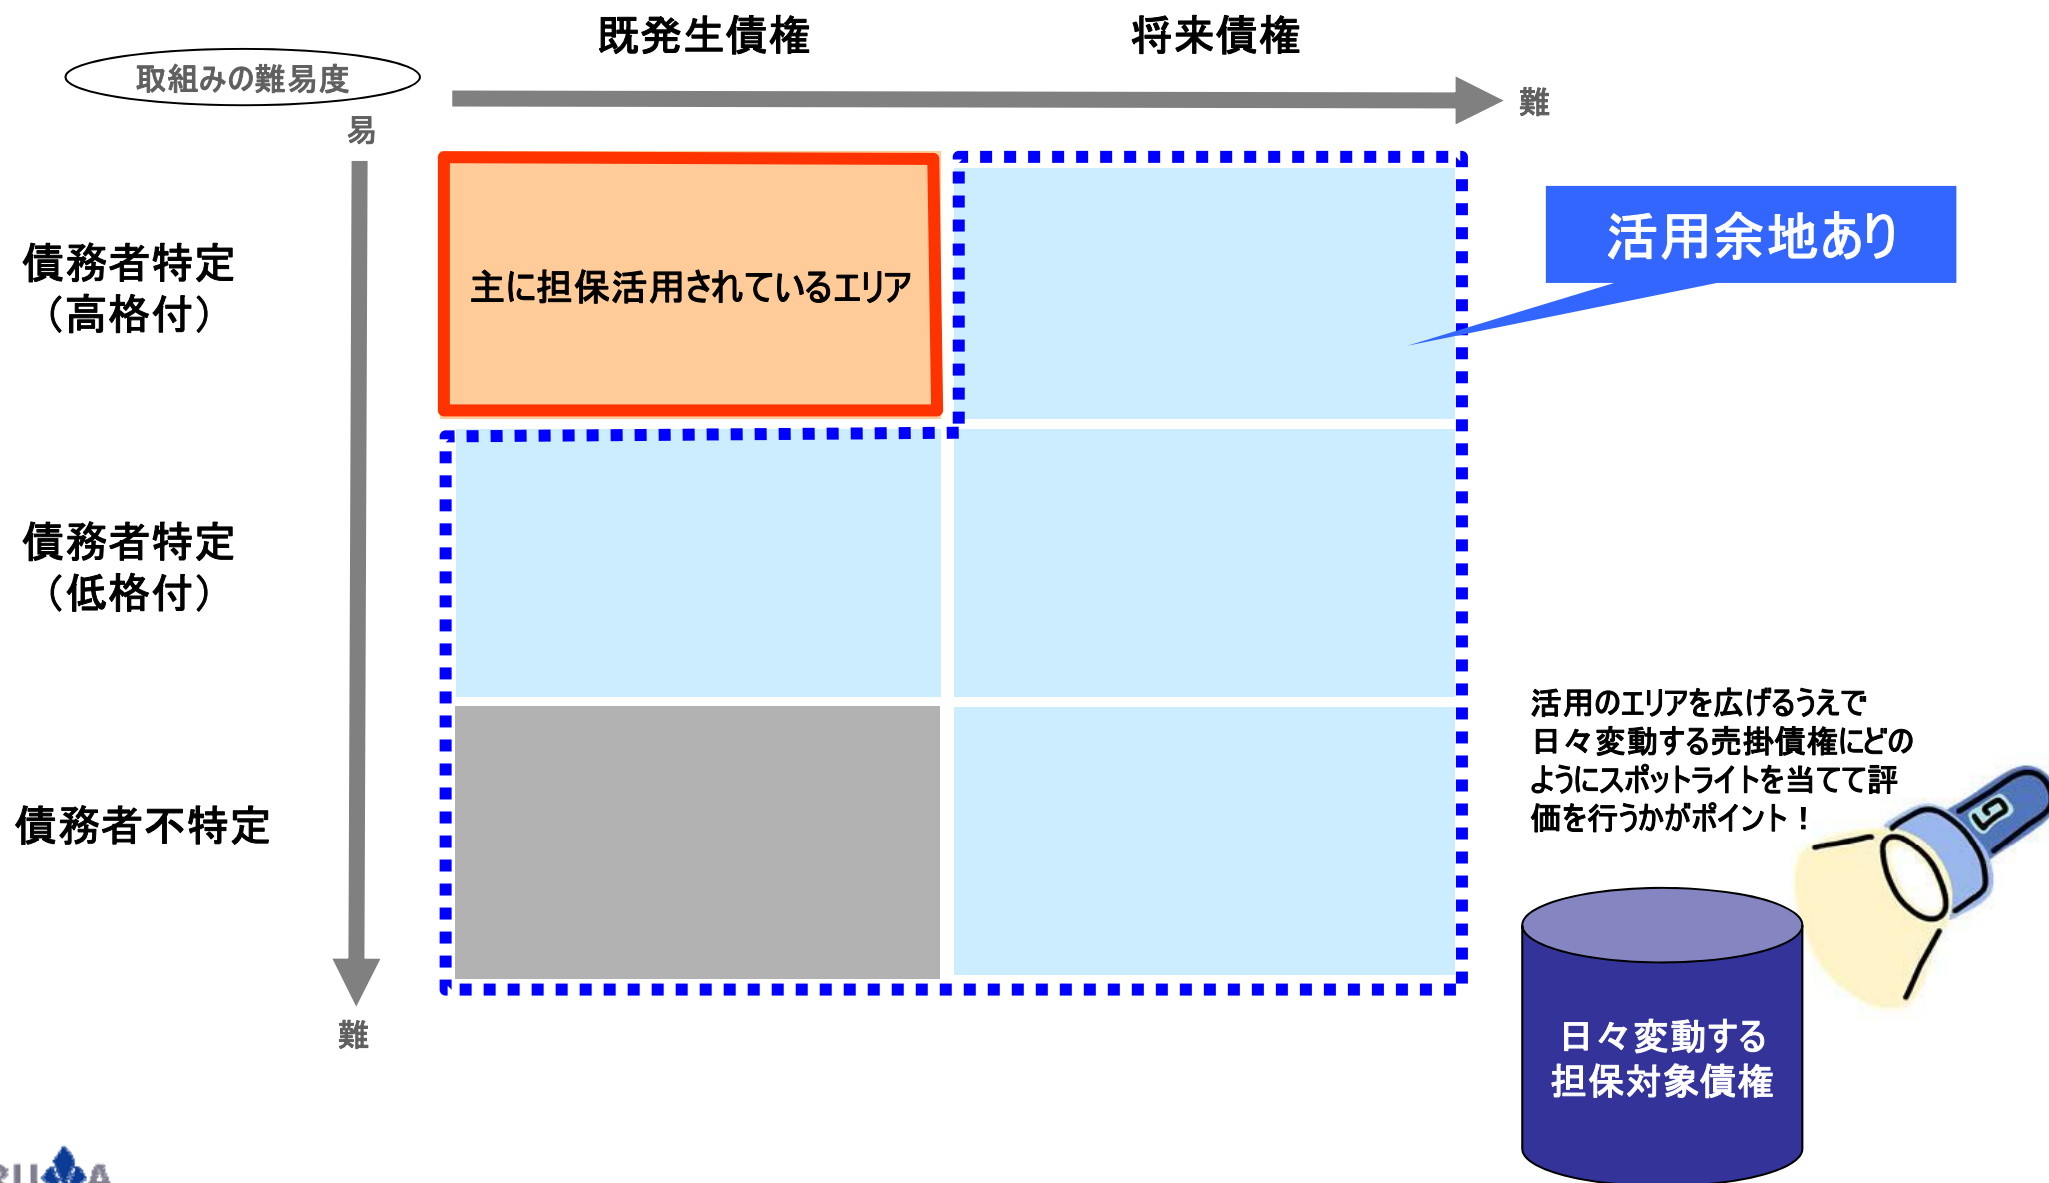 既発生債権
将来債権
取組みの難易度
易
難
債務者特定
（高格付）
主に担保活用されているエリア
活用余地あり
債務者特定
（低格付）
債務者不特定
活用のエリアを広げるうえで
日々変動する売掛債権にどの
ようにスポットライトを当てて評
価を行うかがポイント！
難
日々変動する
担保対象債権